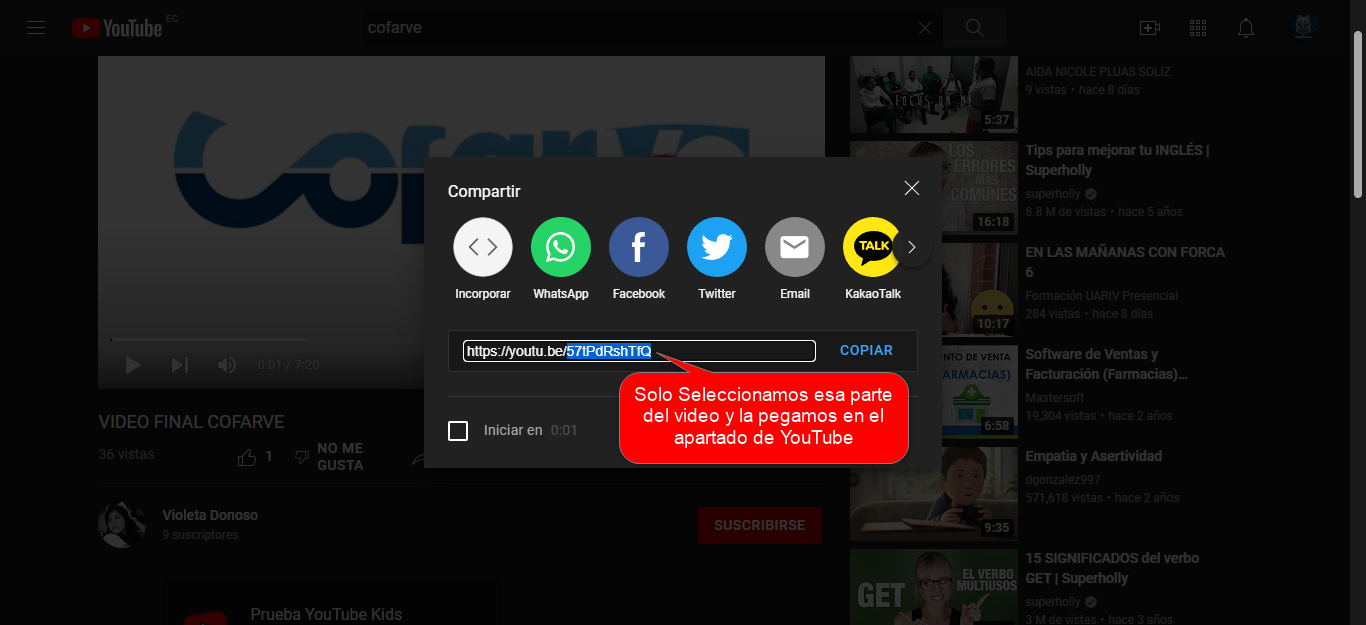 YouTube EC
cofarve
Cofarve
Compartir
Incorporar
WhatsApp
Facebook
Twitter
Email
TALK
KakaoTalk
https://youtu.be/57tPdRshTfQ
COPIAR
Solo Seleccionamos esa parte
del video y la pegamos en el
apartado de YouTube
Iniciar en 0:01
0:01 / 7:20
VIDEO FINAL COFARVE
36 vistas
1
NO ME
GUSTA
Violeta Donoso
9 suscriptores
SUSCRIBIRSE
Prueba YouTube Kids
FOCUS ON
5:37
AIDA NICOLE PLUAS SOLIZ
9 vistas • hace 8 días
LOS
ERRORES
MÁS
COMUNES
16:18
Tips para mejorar tu INGLÉS |
Superholly
superholly
8.8 M de vistas • hace 5 años
10:17
EN LAS MAÑANAS CON FORCA
6
Formación UARIV Presencial
284 vistas • hace 8 días
NTO DE VENTA
ARMACIAS)
6:58
Software de Ventas y
Facturación (Farmacias)...
Mastersoft
19,304 vistas • hace 2 años
9:35
Empatia y Asertividad
dgonzalez997
571,618 vistas • hace 2 años
GET
EL VERBO
MULTIUSOS
15 SIGNIFICADOS del verbo
GET | Superholly
superholly
3 M de vistas • hace 3 años